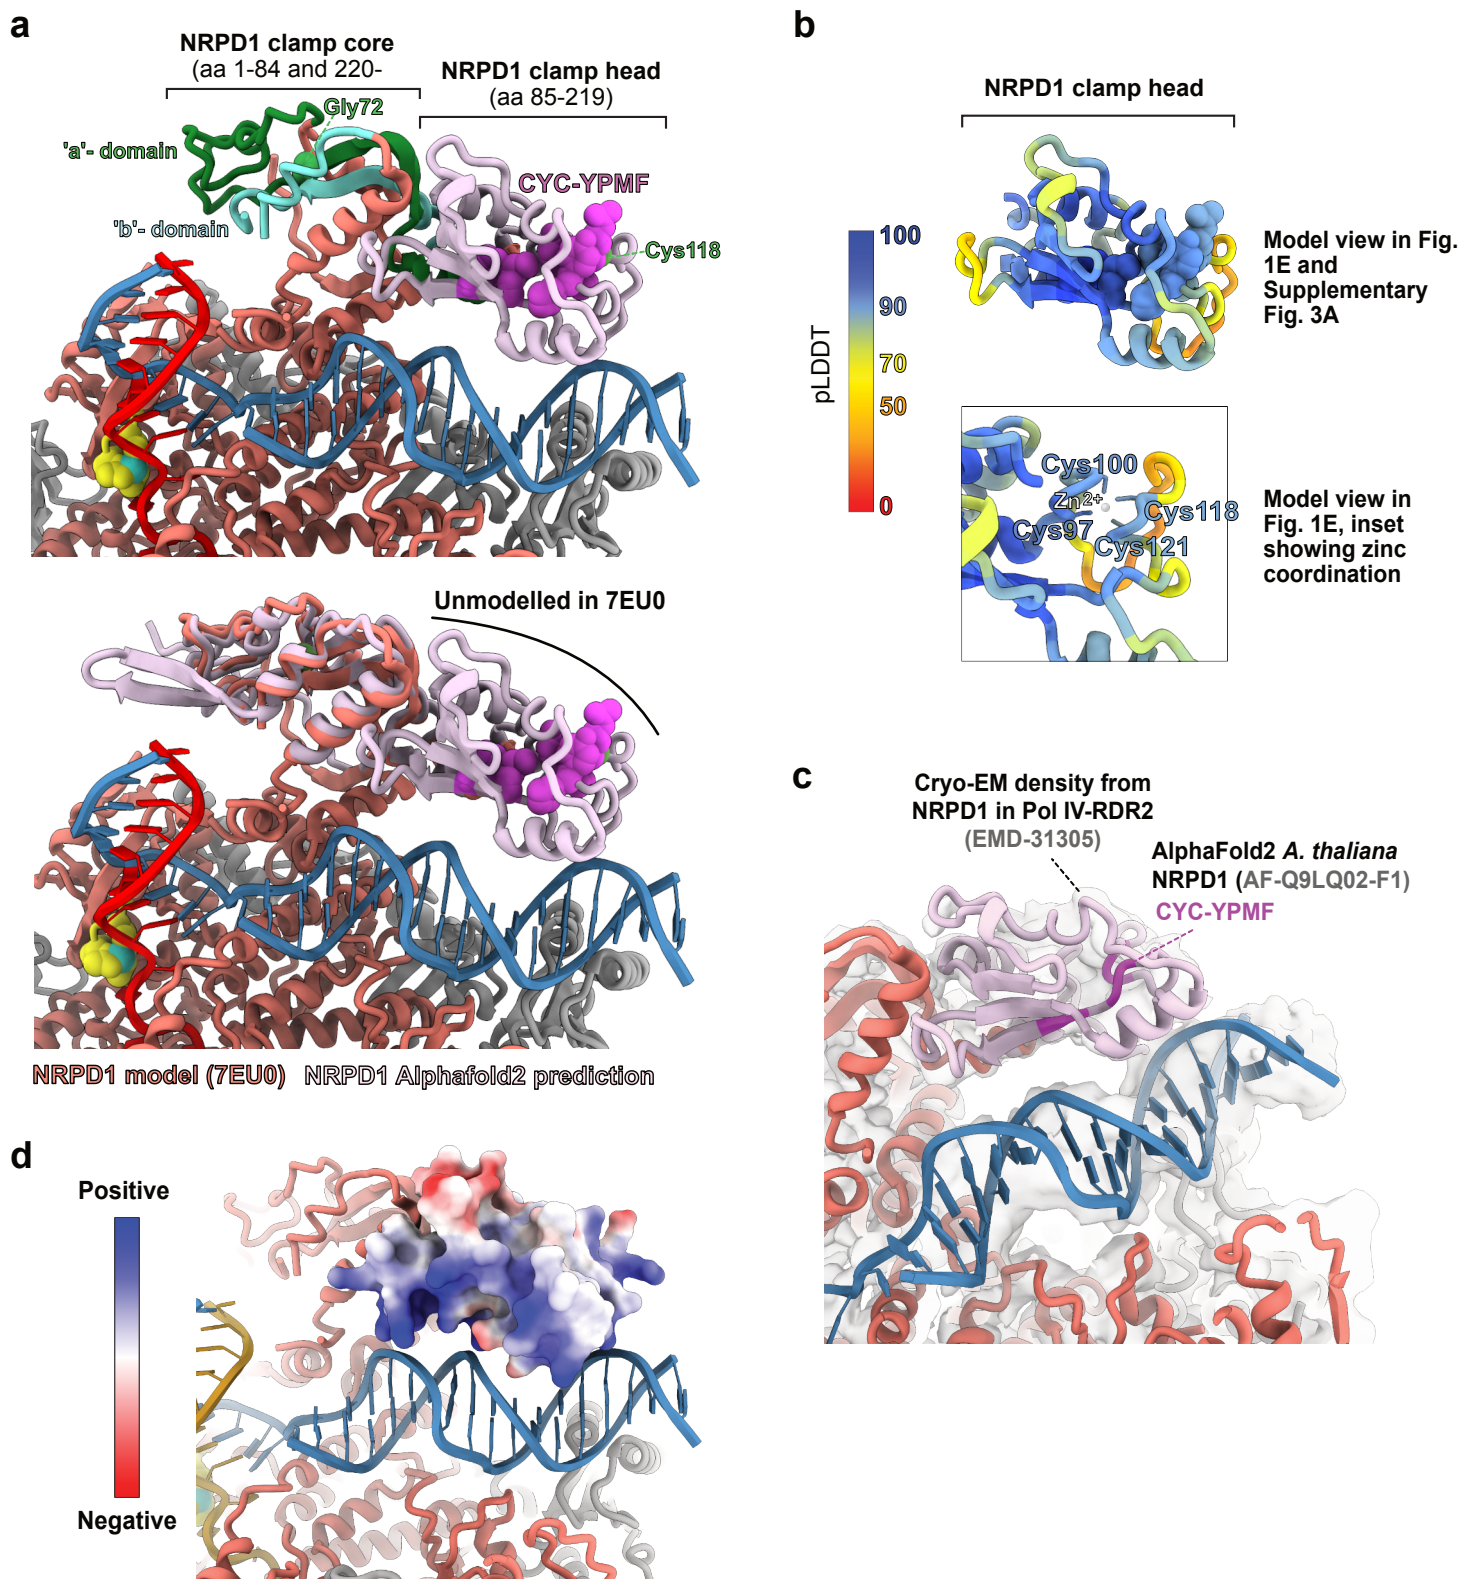 a
NRPD1 clamp core
(aa 1-84 and 220-
NRPD1 clamp head
(aa 85-219)
Gly72
'a'- domain
CYC-YPMF
'b'- domain
Cys118
Unmodelled in 7EU0
NRPD1 model (7EU0) NRPD1 Alphafold2 prediction
b
NRPD1 clamp head
pLDDT
100
90
70
50
0
Model view in Fig.
1E and
Supplementary
Fig. 3A
Cys100
Zn2+
Cys118
Cys97
Cys121
Model view in
Fig. 1E, inset
showing zinc
coordination
c
Cryo-EM density from
NRPD1 in Pol IV-RDR2
(EMD-31305)
AlphaFold2 A. thaliana
NRPD1 (AF-Q9LQ02-F1)
CYC-YPMF
d
Positive
Negative